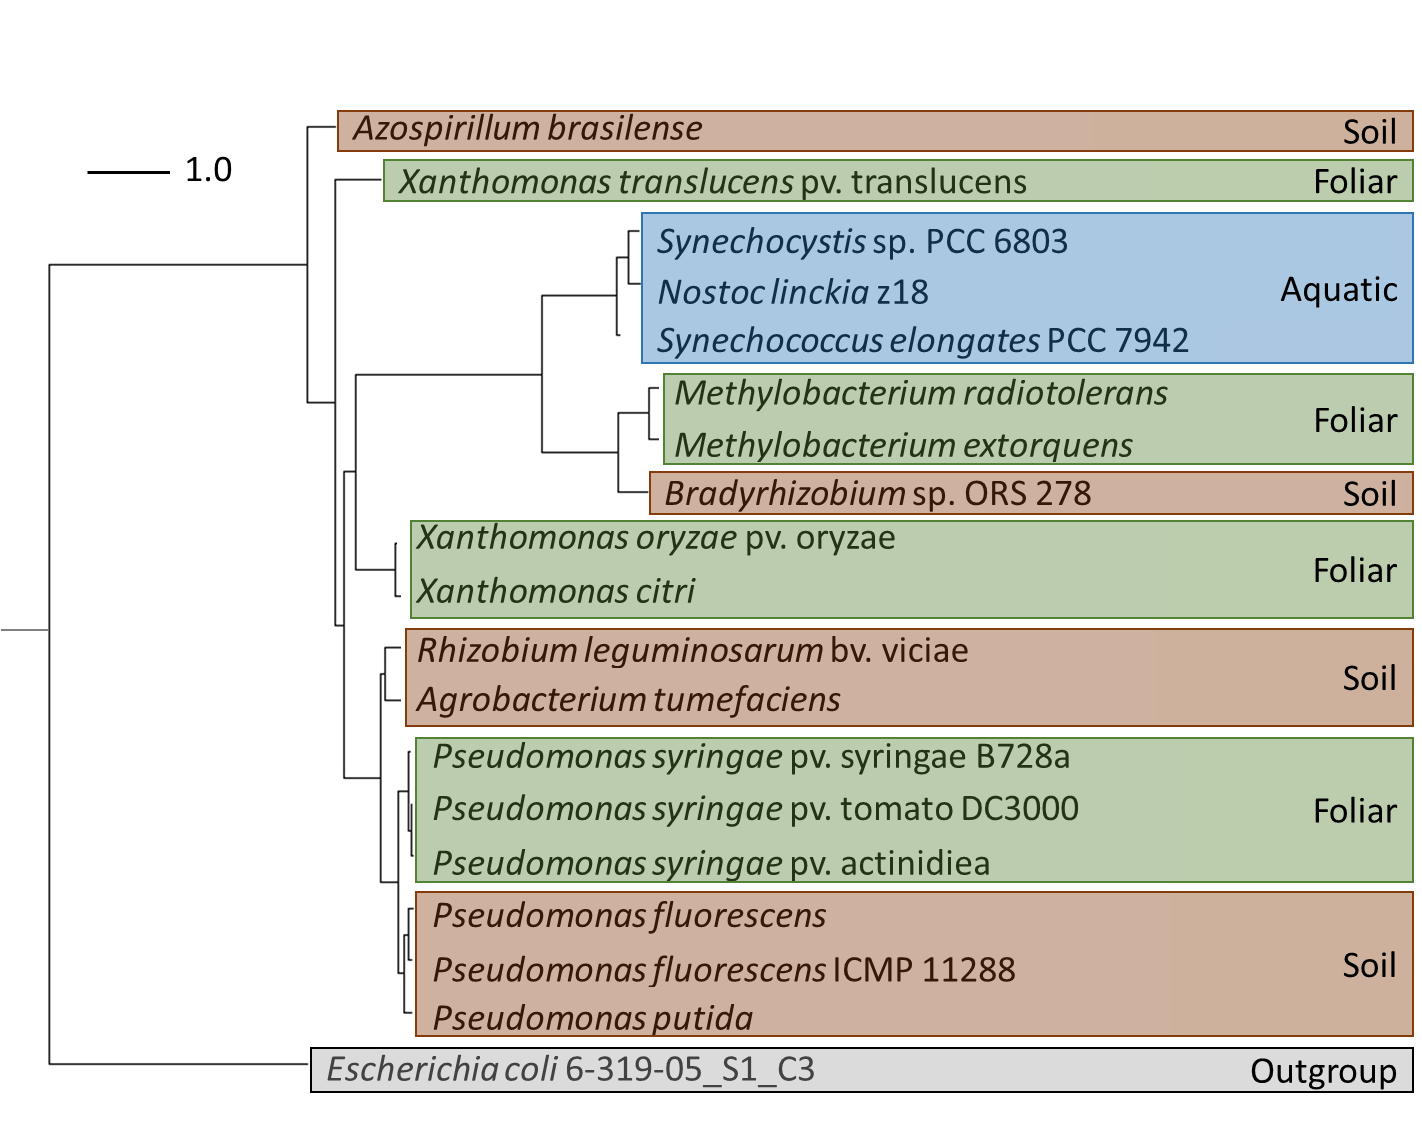 Azospirillum brasilense Soil
1.0
Xanthomonas translucens pv. translucens Foliar
Synechocystis sp. PCC 6803
Nostoc linckia z18 Aquatic
Synechococcus elongates PCC 7942
Methylobacterium radiotolerans
Foliar
Methylobacterium extorquens
Bradyrhizobium sp. ORS 278 Soil
Xanthomonas oryzae pv. oryzae
Foliar
Xanthomonas citri
Rhizobium leguminosarum bv. viciae
Soil
Agrobacterium tumefaciens
Pseudomonas syringae pv. syringae B728a
Pseudomonas syringae pv. tomato DC3000 Foliar
Pseudomonas syringae pv. actinidiea
Pseudomonas fluorescens
Pseudomonas fluorescens ICMP 11288 Soil
Pseudomonas putida
Escherichia coli 6-319-05_S1_C3 Outgroup